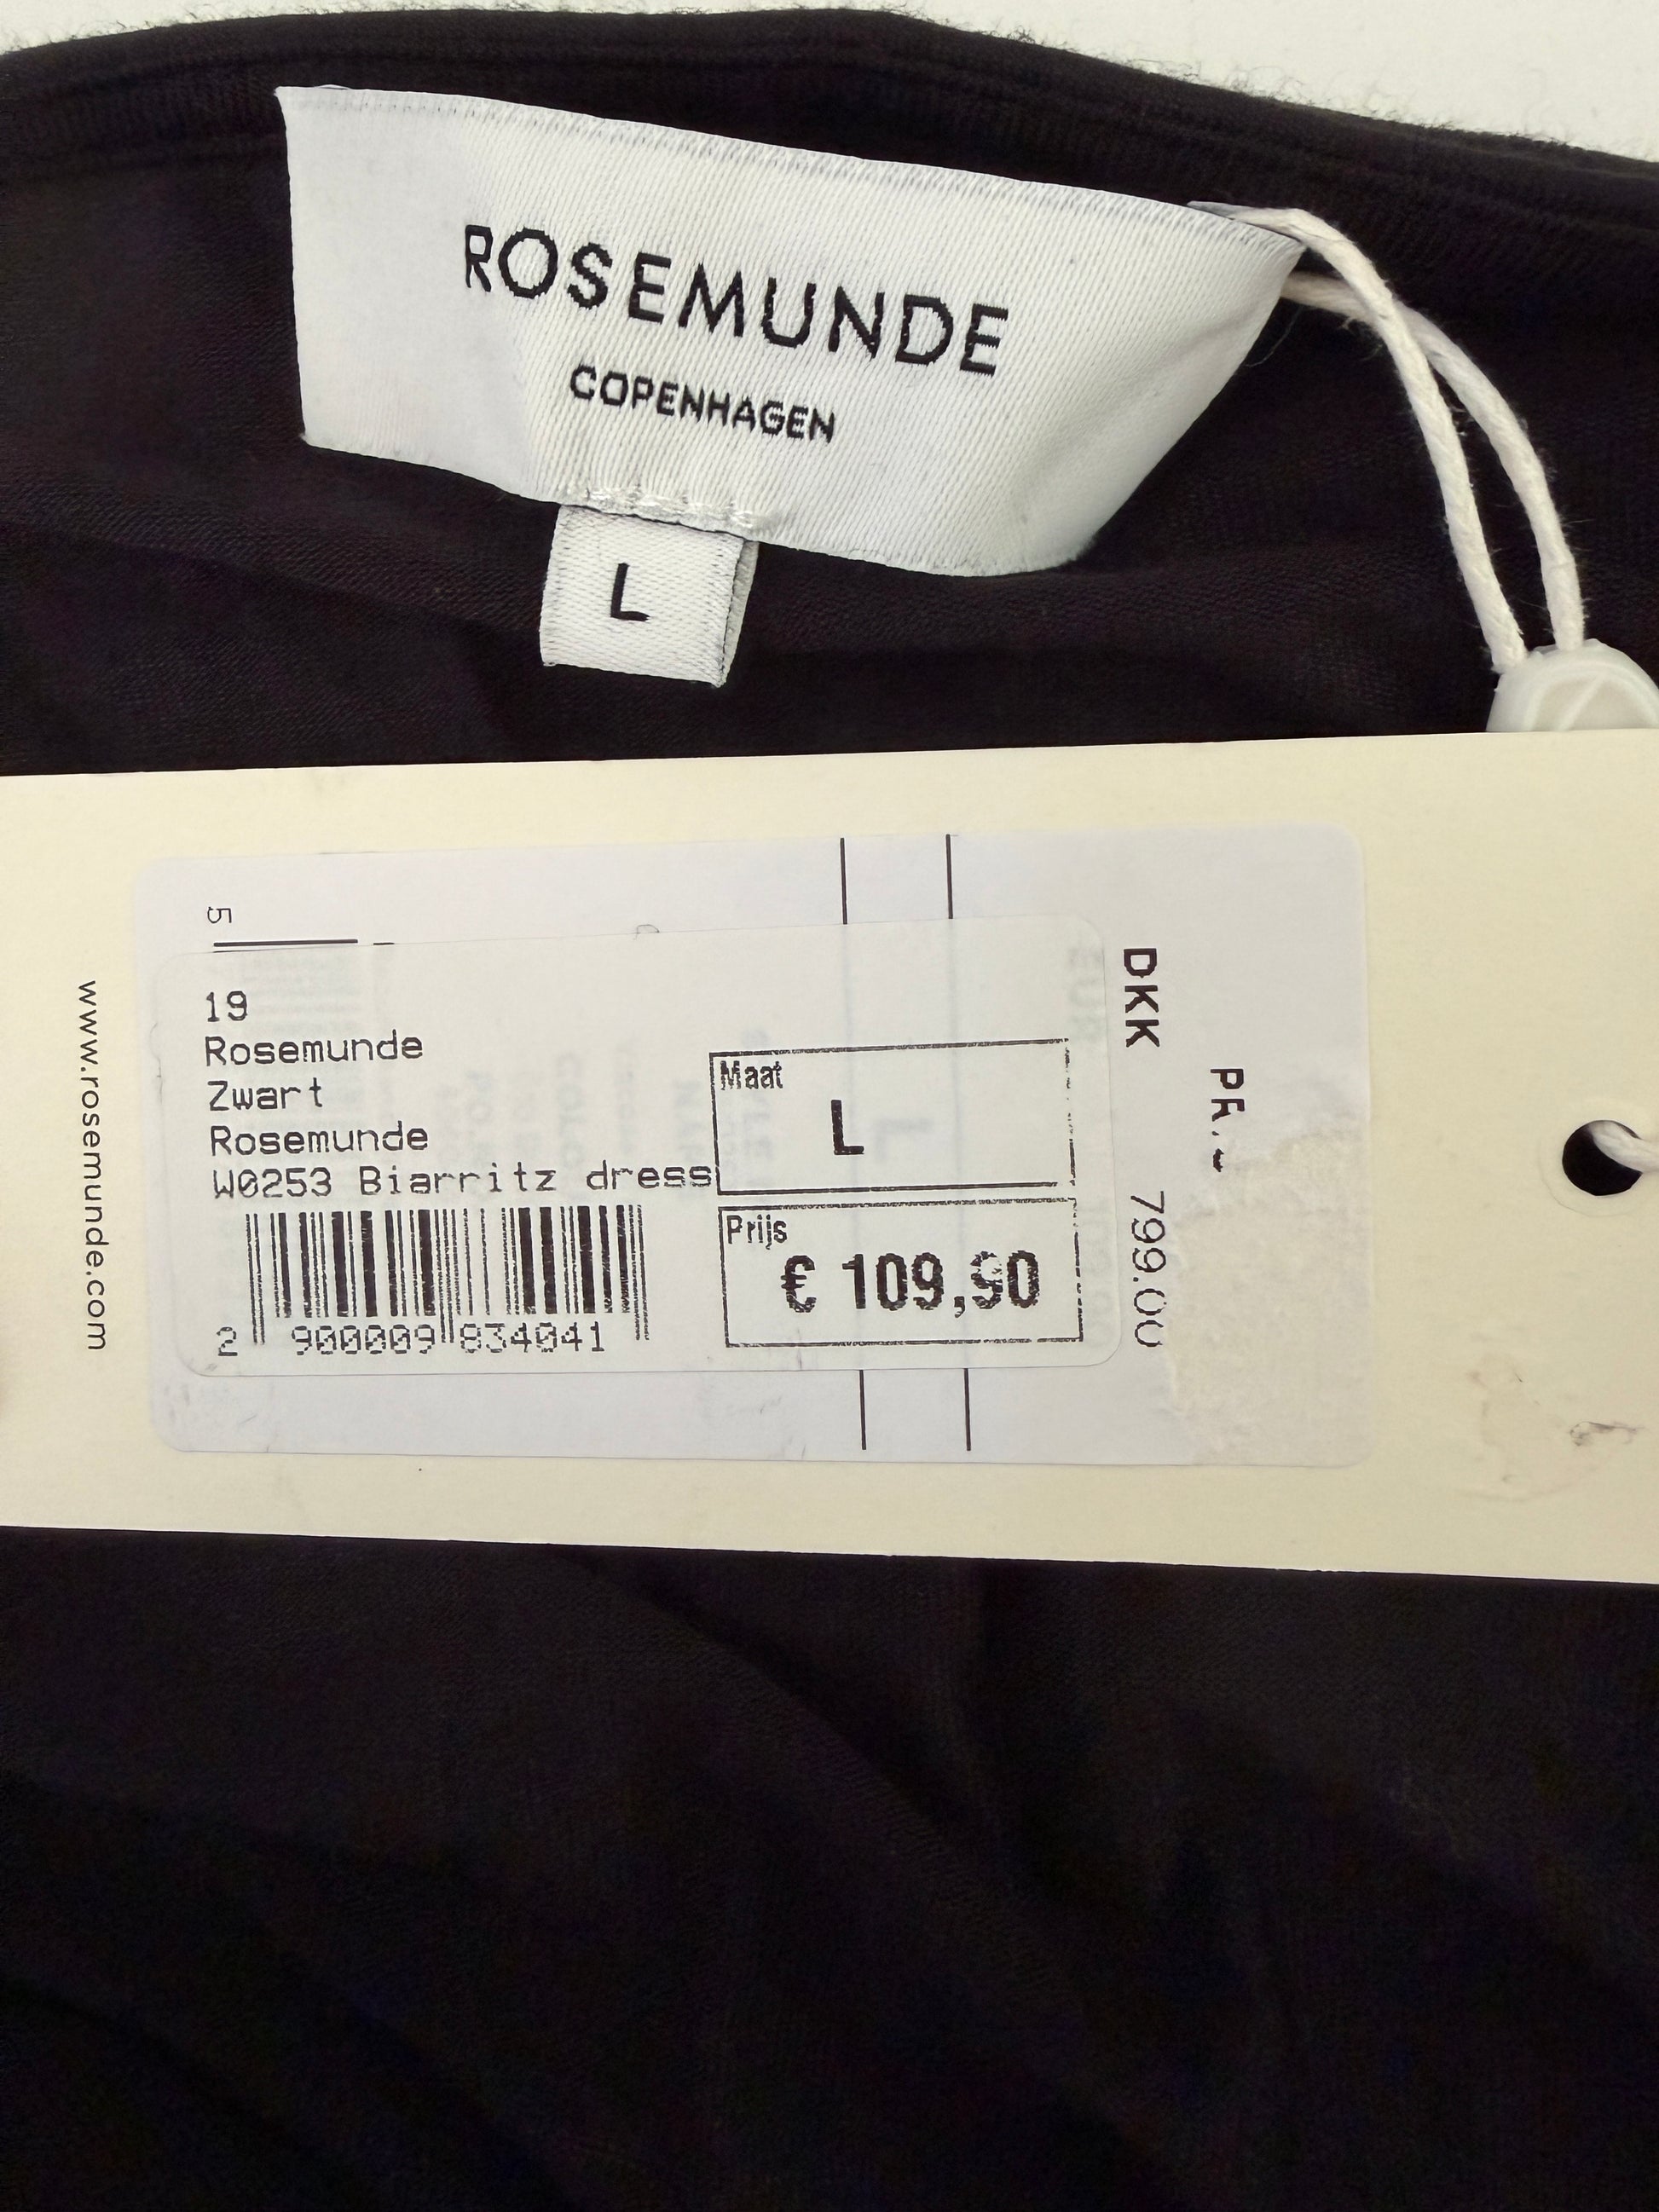 ROSEMUNDE
COPENHAGEN
L
www.rosemunde.com
5
19
Rosemunde
Zwart
Rosemunde
W0253 Biarritz dress
2 900009 834041
Maat
L
Prijs
€ 109,90
DKK 799.00